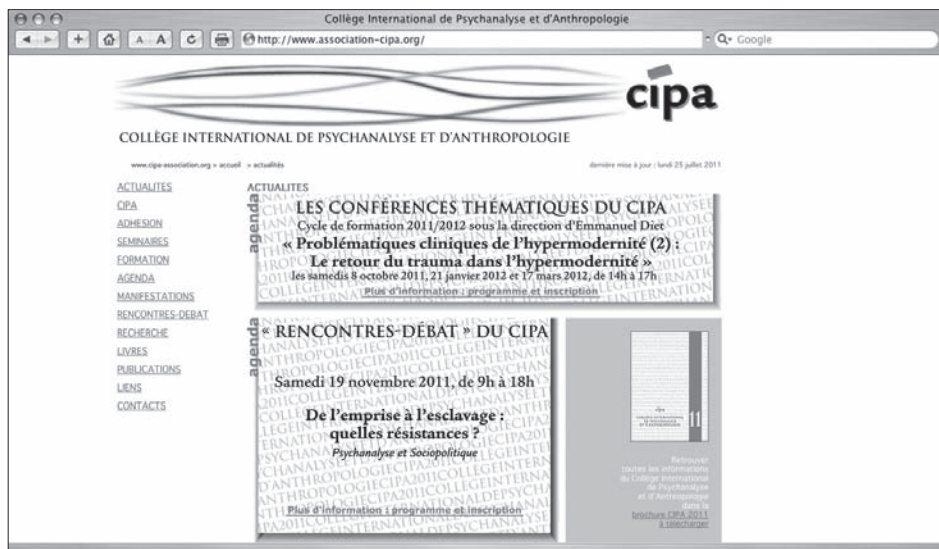 Collège International de Psychanalyse et d'Anthropologie
A A
http://www.association-cipa.org/
Google
cipa
COLLÈGE INTERNATIONAL DE PSYCHANALYSE ET D'ANTHROPOLOGIE
www.cipa-association.org > accueil > actualités
dernière mise à jour : lundi 25 juillet 2011
ACTUALITES
CIPA
ADHESION
SEMINAIRES
FORMATION
AGENDA
MANIFESTATIONS
RENCONTRES-DEBAT
RECHERCHE
LIVRES
PUBLICATIONS
LIENS
CONTACTS
ACTUALITES
agenda
LES CONFÉRENCES THÉMATIQUES DU CIPA
Cycle de formation 2011/2012 sous la direction d'Emmanuel Diet
« Problématiques cliniques de l'hypermodernité (2) :
Le retour du trauma dans l'hypermodernité »
les samedis 8 octobre 2011, 21 janvier 2012 et 17 mars 2012, de 14h à 17h
Plus d'information : programme et inscription
agenda
« RENCONTRES-DÉBAT » DU CIPA
Samedi 19 novembre 2011, de 9h à 18h
De l'emprise à l'esclavage :
quelles résistances ?
Psychanalyse et Sociopolitique
Plus d'information : programme et inscription
cipa
COLLÈGE INTERNATIONAL
DE PSYCHANALYSE
ET D'ANTHROPOLOGIE
11
Retrouver
toutes les informations
du Collège International
de Psychanalyse
et d'Anthropologie
dans la
brochure CIPA 2011
à télécharger